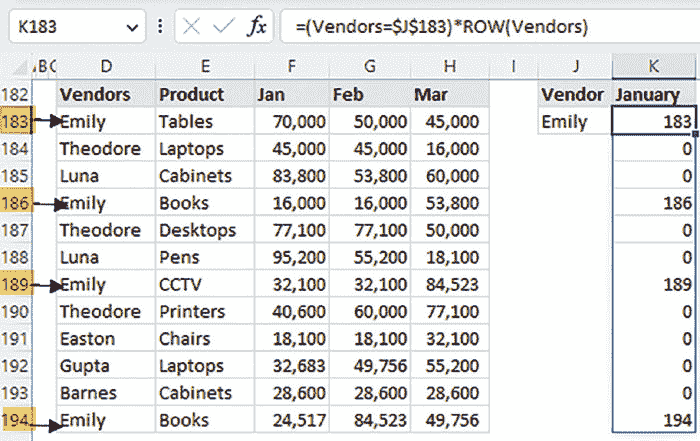 K183 fx =(Vendors=$J$183)*ROW(Vendors)
A B C D E F G H I J K
182 Vendors Product Jan Feb Mar Vendor January
183 Emily Tables 70,000 50,000 45,000 Emily 183
184 Theodore Laptops 45,000 45,000 16,000 0
185 Luna Cabinets 83,800 53,800 60,000 0
186 Emily Books 16,000 16,000 53,800 186
187 Theodore Desktops 77,100 77,100 50,000 0
188 Luna Pens 95,200 55,200 18,100 0
189 Emily CCTV 32,100 32,100 84,523 189
190 Theodore Printers 40,600 60,000 77,100 0
191 Easton Chairs 18,100 18,100 32,100 0
192 Gupta Laptops 32,683 49,756 55,200 0
193 Barnes Cabinets 28,600 28,600 28,600 0
194 Emily Books 24,517 84,523 49,756 194